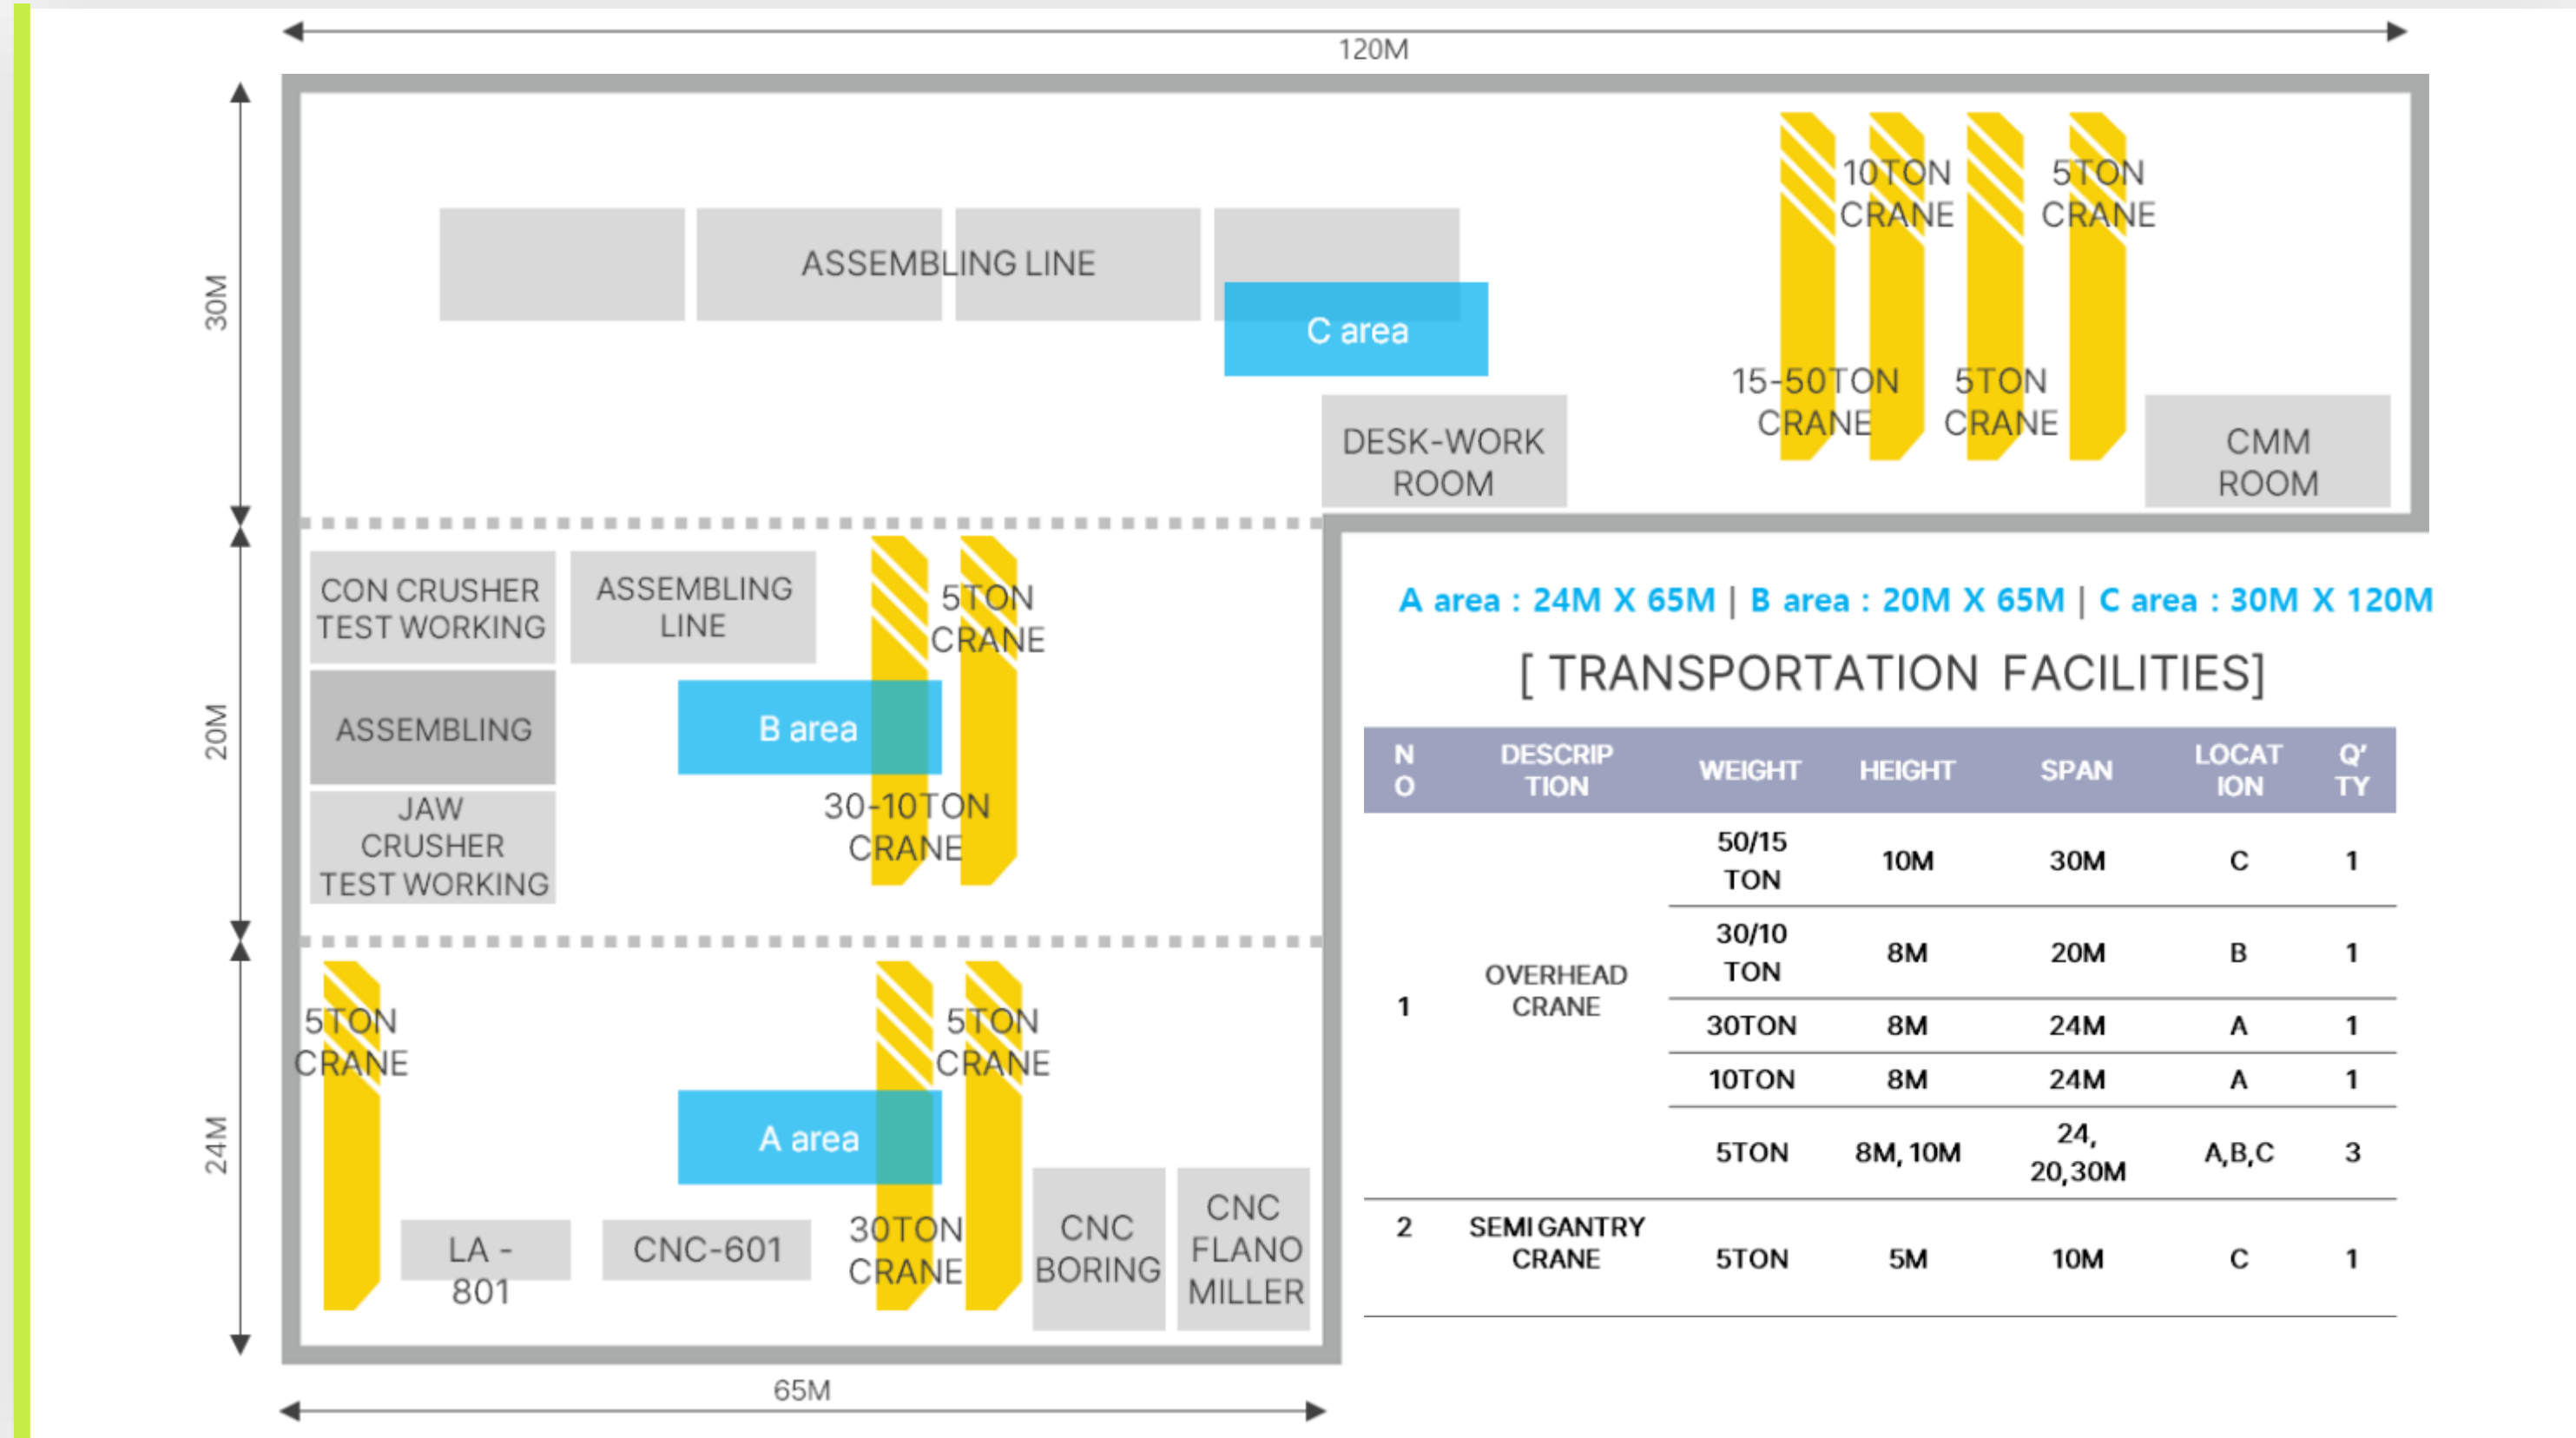 120M
30M
10TON
CRANE
5TON
CRANE
ASSEMBLING LINE
C area
15-50TON
CRANE
5TON
CRANE
DESK-WORK
ROOM
CMM
ROOM
20M
CON CRUSHER
TEST WORKING
ASSEMBLING
LINE
5TON
CRANE
ASSEMBLING
B area
30-10TON
CRANE
JAW
CRUSHER
TEST WORKING
24M
5TON
CRANE
5TON
CRANE
A area
LA -
801
CNC-601
30TON
CRANE
CNC
BORING
CNC
FLANO
MILLER
65M
A area : 24M X 65M | B area : 20M X 65M | C area : 30M X 120M
[ TRANSPORTATION FACILITIES]
N
O
DESCRIP
TION
WEIGHT
HEIGHT
SPAN
LOCAT
ION
Q'
TY
1
OVERHEAD
CRANE
50/15
TON
10M
30M
C
1
30/10
TON
8M
20M
B
1
30TON
8M
24M
A
1
10TON
8M
24M
A
1
5TON
8M, 10M
24,
20,30M
A,B,C
3
2
SEMI GANTRY
CRANE
5TON
5M
10M
C
1